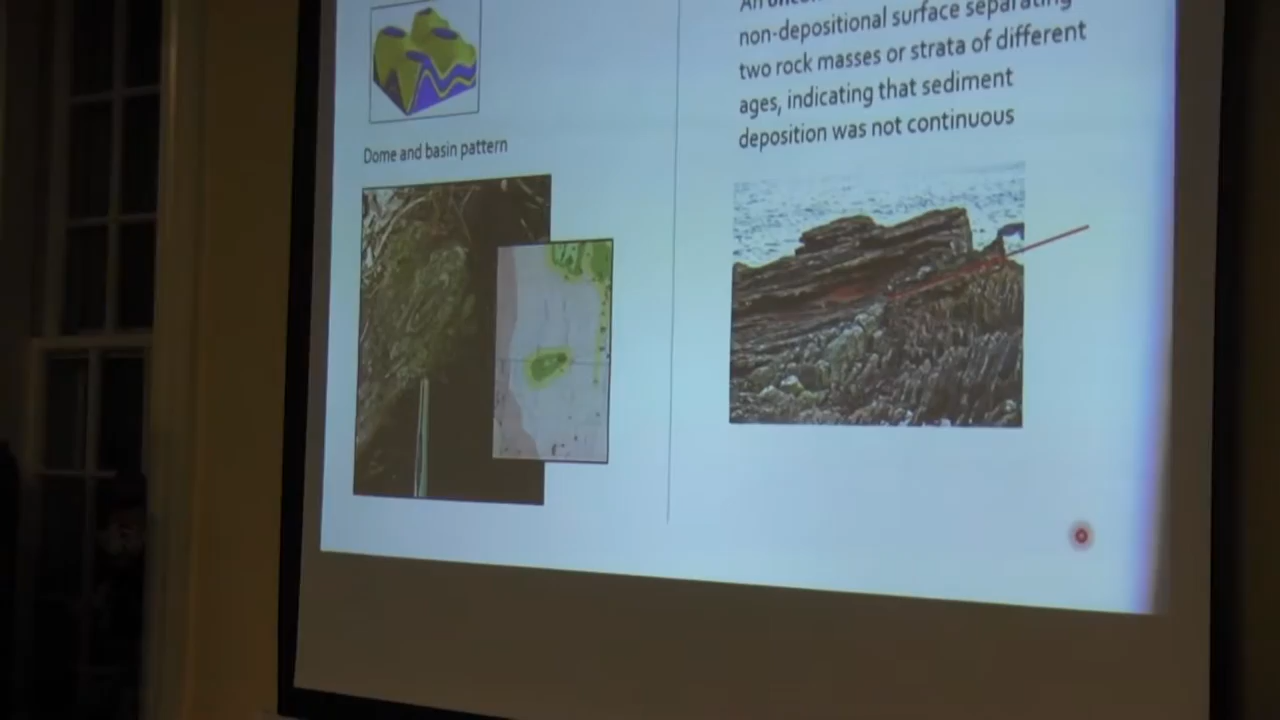 Dome and basin pattern
An
non-depositional surface separating
two rock masses or strata of different
ages, indicating that sediment
deposition was not continuous